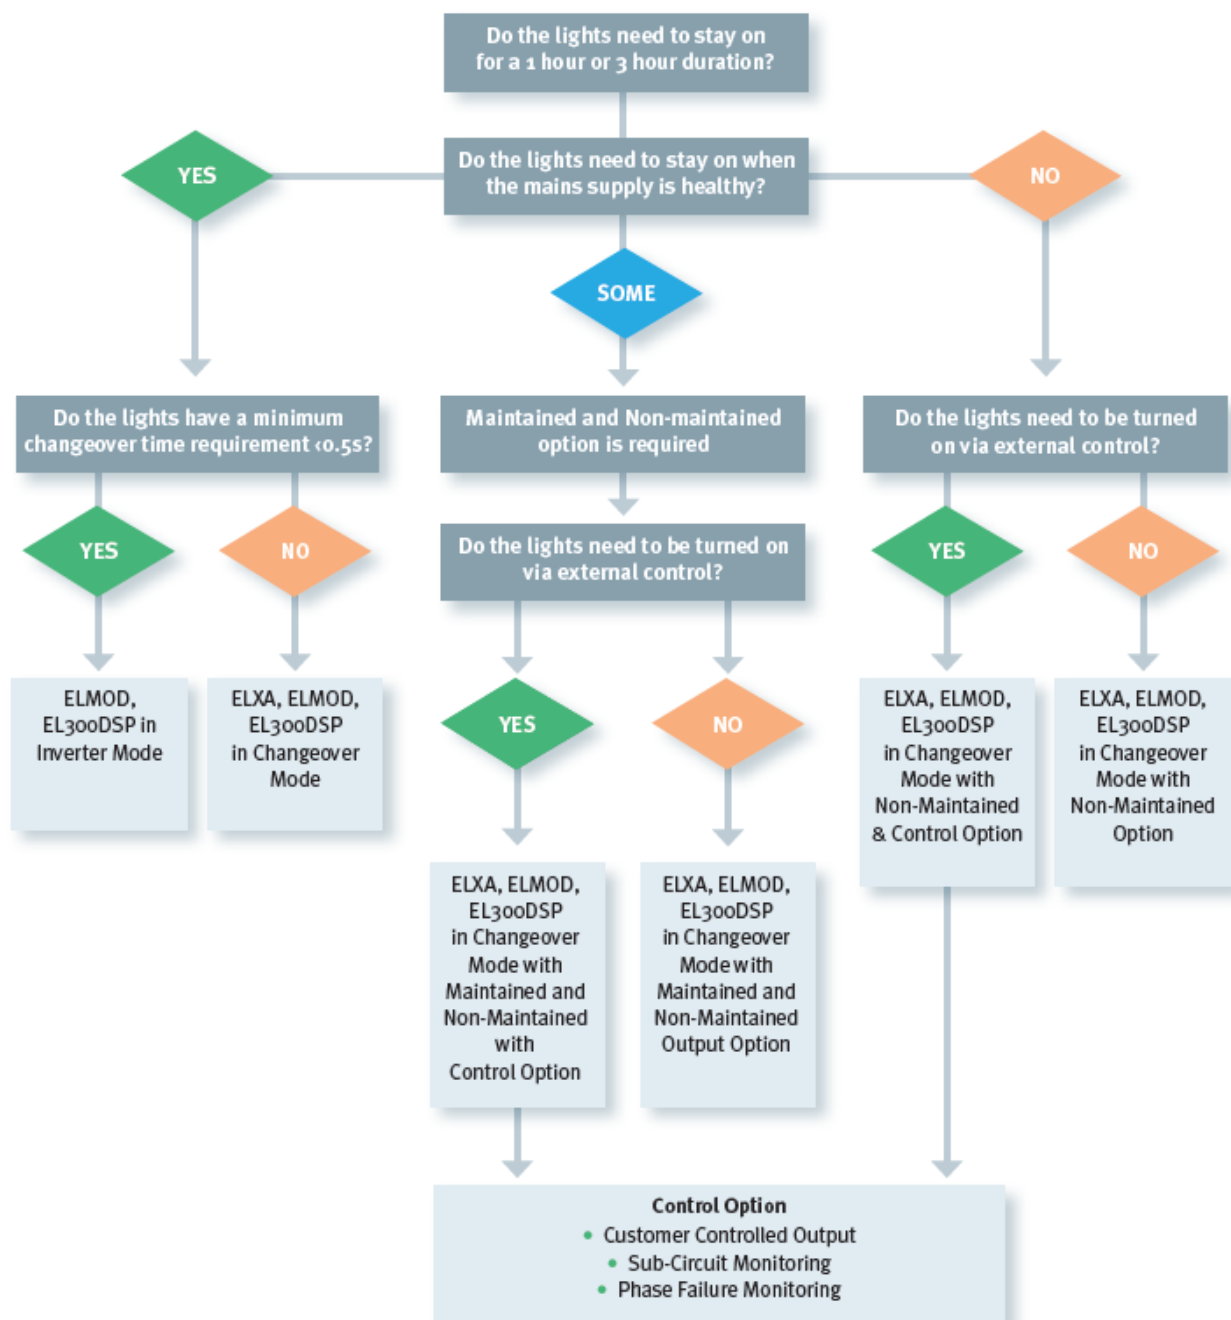 Do the lights need to stay on
for a 1 hour or 3 hour duration?
Do the lights need to stay on when
the mains supply is healthy?
YES
NO
SOME
Do the lights have a minimum
changeover time requirement <0.5s?
YES
NO
ELMOD,
EL300DSP in
Inverter Mode
ELXA, ELMOD,
EL300DSP
in Changeover
Mode
Maintained and Non-maintained
option is required
Do the lights need to be turned on
via external control?
YES
NO
ELXA, ELMOD,
EL300DSP
in Changeover
Mode with
Maintained and
Non-Maintained
with
Control Option
ELXA, ELMOD,
EL300DSP
in Changeover
Mode with
Maintained and
Non-Maintained
Output Option
Do the lights need to be turned
on via external control?
YES
NO
ELXA, ELMOD,
EL300DSP
in Changeover
Mode with
Non-Maintained
& Control Option
ELXA, ELMOD,
EL300DSP
in Changeover
Mode with
Non-Maintained
Option
Control Option
• Customer Controlled Output
• Sub-Circuit Monitoring
• Phase Failure Monitoring